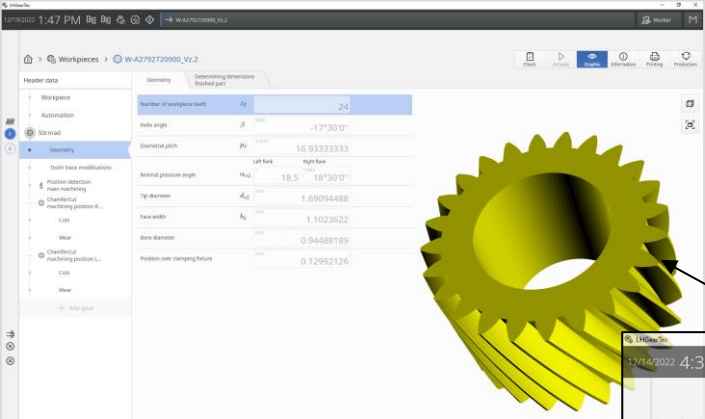 LHGearTec
12/19/2022 1:47 PM
W-A2792720900_Vz.2
Worker
Workpieces
W-A2792720900_Vz.2
Check
Activate
Graphic
Information
Printing
Production
Header data
Workpiece
Automation
Stirnrad
Geometry
Tooth trace modifications
Position detection
main machining
ChamferCut
machining position R...
Cuts
Wear
ChamferCut
machining position L...
Cuts
Wear
+ Add gear
Geometry
Determining dimensions
finished part
Number of workpiece teeth z₂ 24
Helix angle β -17°30'0"
Diametral pitch 16.93333333
Left flank Right flank
Normal pressure angle 18.5 18°30'0"
Tip diameter 1.69094488
Face width 1.1023622
Bore diameter 0.94488189
Position over clamping fixture 0.12992126
LHGearTec
12/14/2022 4:3